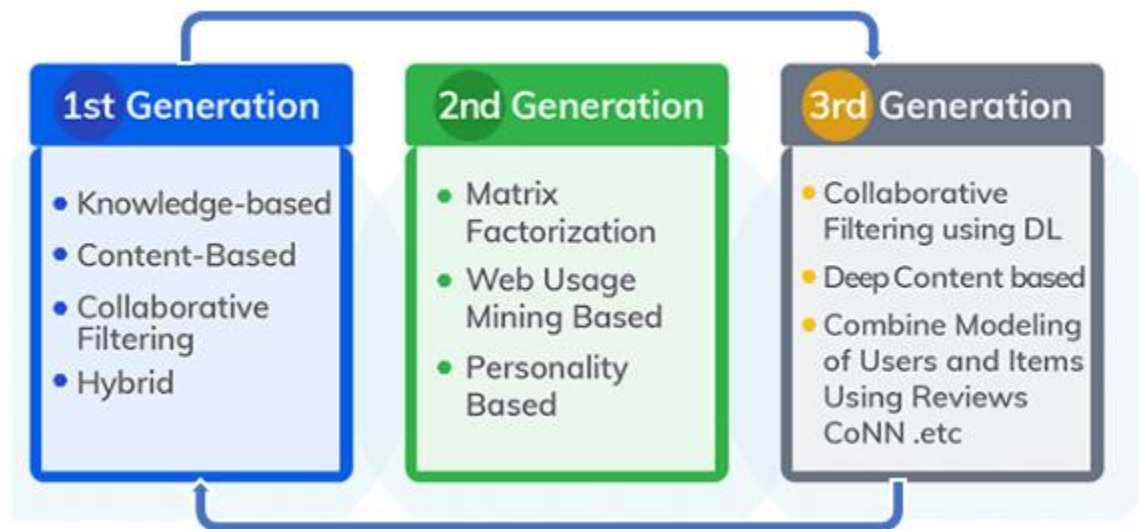 1st Generation
Knowledge-based
Content-Based
Collaborative
Filtering
Hybrid
2nd Generation
Matrix
Factorization
Web Usage
Mining Based
Personality
Based
3rd Generation
Collaborative
Filtering using DL
Deep Content based
Combine Modeling
of Users and Items
Using Reviews
CoNN .etc